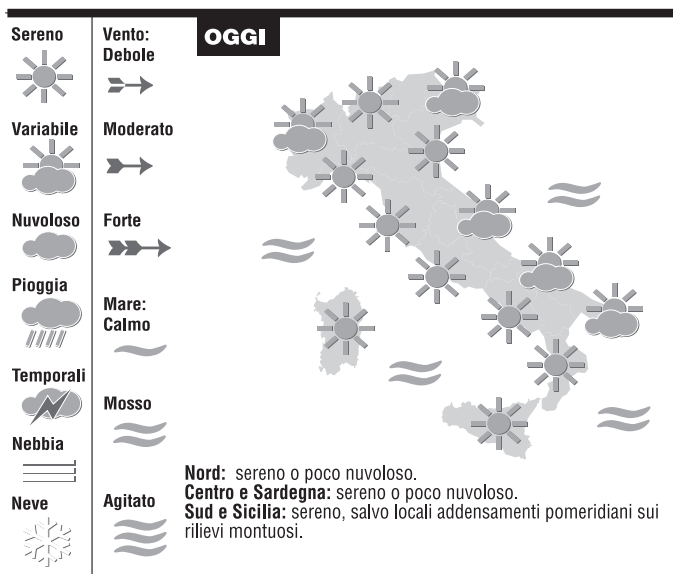 OGGI
Sereno
Variabile
Nuvoloso
Pioggia
Temporali
Nebbia
Neve
Vento:
Debole
Moderato
Forte
Mare:
Calmo
Mosso
Agitato
Nord: sereno o poco nuvoloso.
Centro e Sardegna: sereno o poco nuvoloso.
Sud e Sicilia: sereno, salvo locali addensamenti pomeridiani sui
rilievi montuosi.